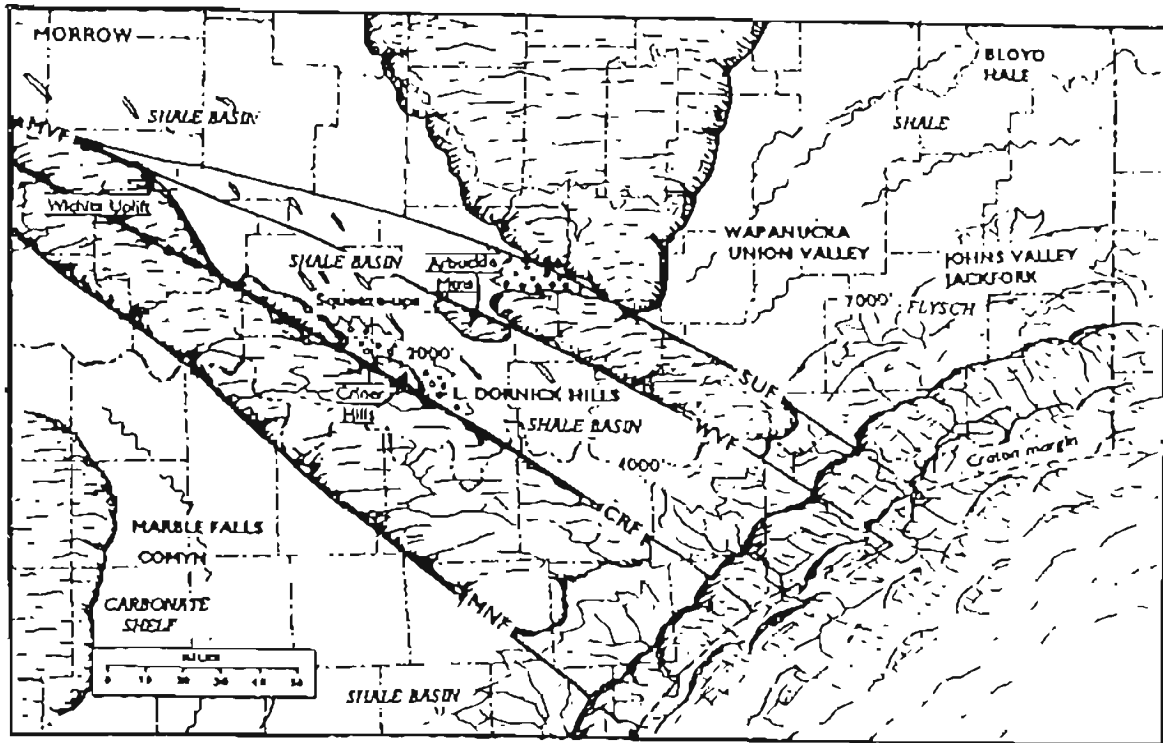 MORROW
BLOYD
HALE
SHALE BASIN
SHALE
MVF
Wichita Uplift
WAPANUCKA
UNION VALLEY
JOHNS VALLEY
JACKFORK
SHALE BASIN
Arbuckle
Mtns
7000'
FLYSCH
Squeeze-ups
2000'
SUF
Criner
Hills
L. DORNICK HILLS
SHALE BASIN
WVF
4000'
Craton margin
CRF
MARBLE FALLS
COMYN
MNF
CARBONATE
SHELF
MILES
0 10 20 30 40 50
SHALE BASIN